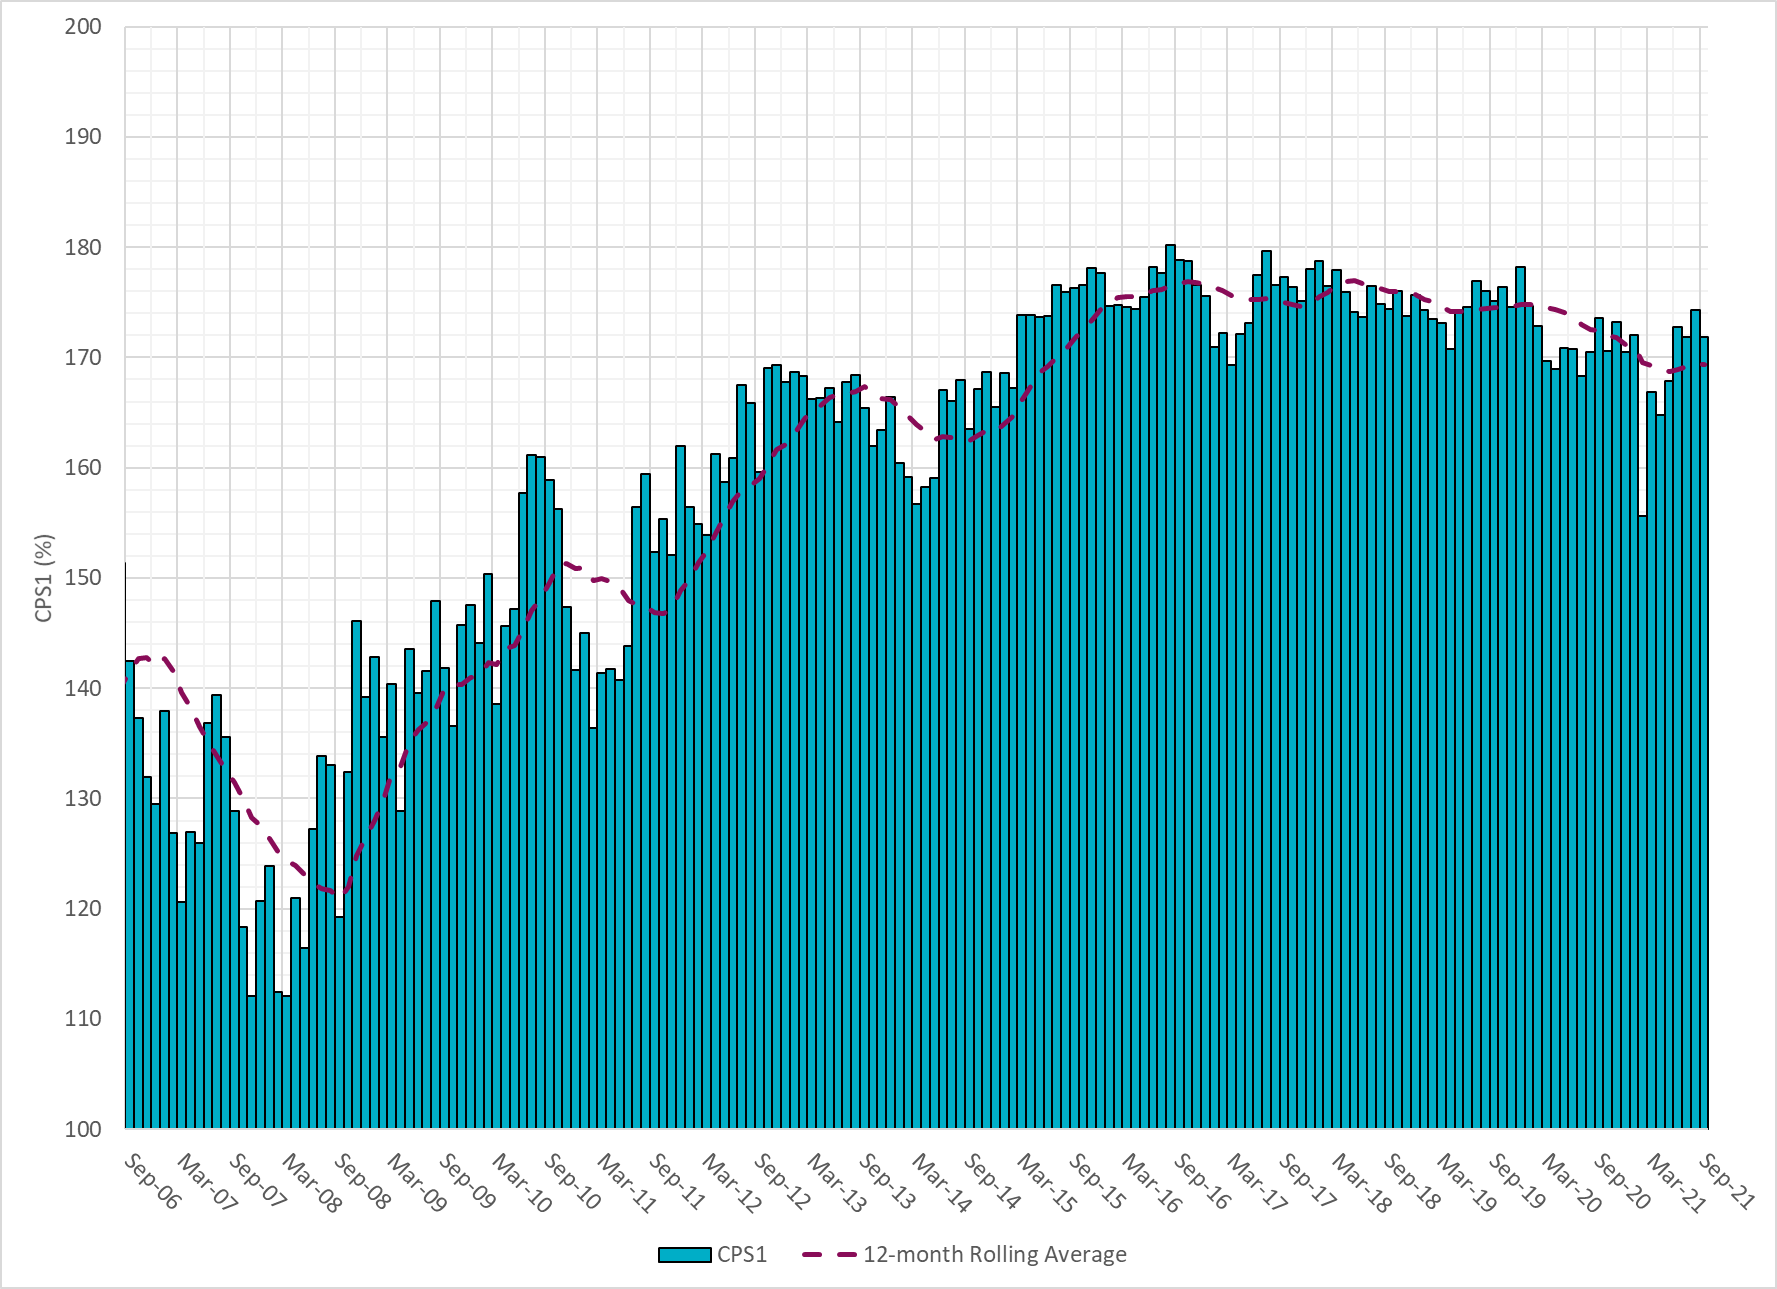 200
190
180
170
160
150
140
130
120
110
100
CPS1 (%)
Sep-06
Mar-07
Sep-07
Mar-08
Sep-08
Mar-09
Sep-09
Mar-10
Sep-10
Mar-11
Sep-11
Mar-12
Sep-12
Mar-13
Sep-13
Mar-14
Sep-14
Mar-15
Sep-15
Mar-16
Sep-16
Mar-17
Sep-17
Mar-18
Sep-18
Mar-19
Sep-19
Mar-20
Sep-20
Mar-21
Sep-21
CPS1
12-month Rolling Average